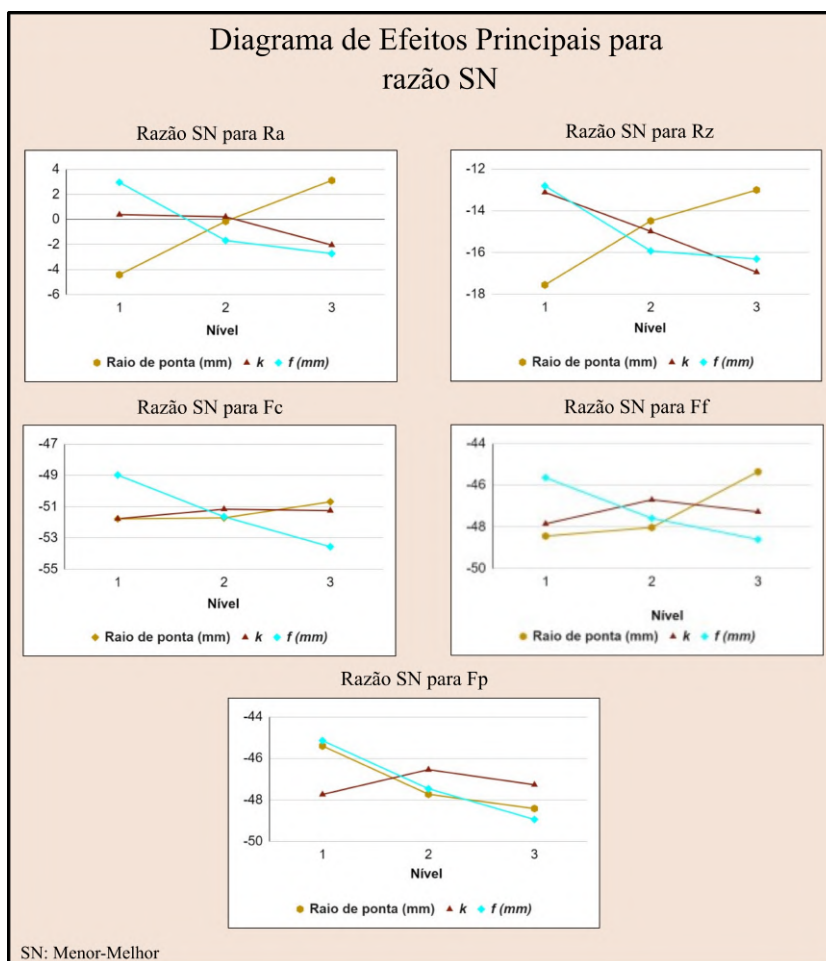 Diagrama de Efeitos Principais para
razão SN
Razão SN para Ra
4
2
0
-2
-4
-6
1 2 3
Nível
Raio de ponta (mm) k f (mm)
Razão SN para Rz
-12
-14
-16
-18
1 2 3
Nível
Raio de ponta (mm) k f (mm)
Razão SN para Fc
-47
-49
-51
-53
-55
1 2 3
Nível
Raio de ponta (mm) k f (mm)
Razão SN para Ff
-44
-46
-48
-50
1 2 3
Nível
Raio de ponta (mm) k f (mm)
Razão SN para Fp
-44
-46
-48
-50
1 2 3
Nível
Raio de ponta (mm) k f (mm)
SN: Menor-Melhor